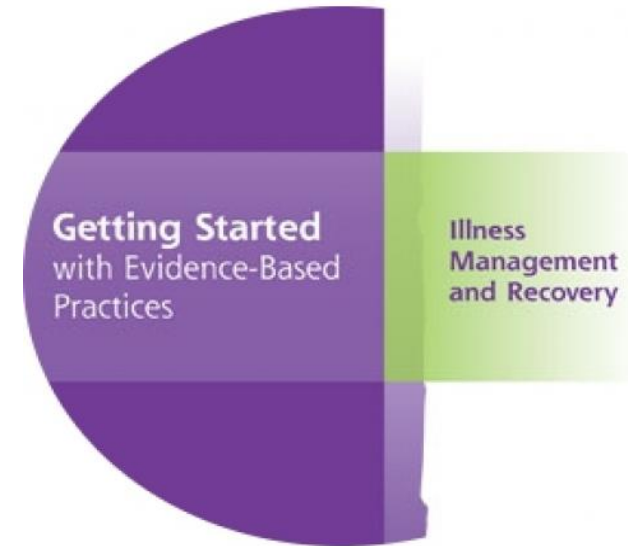 Getting Started
with Evidence-Based
Practices
Illness
Management
and Recovery